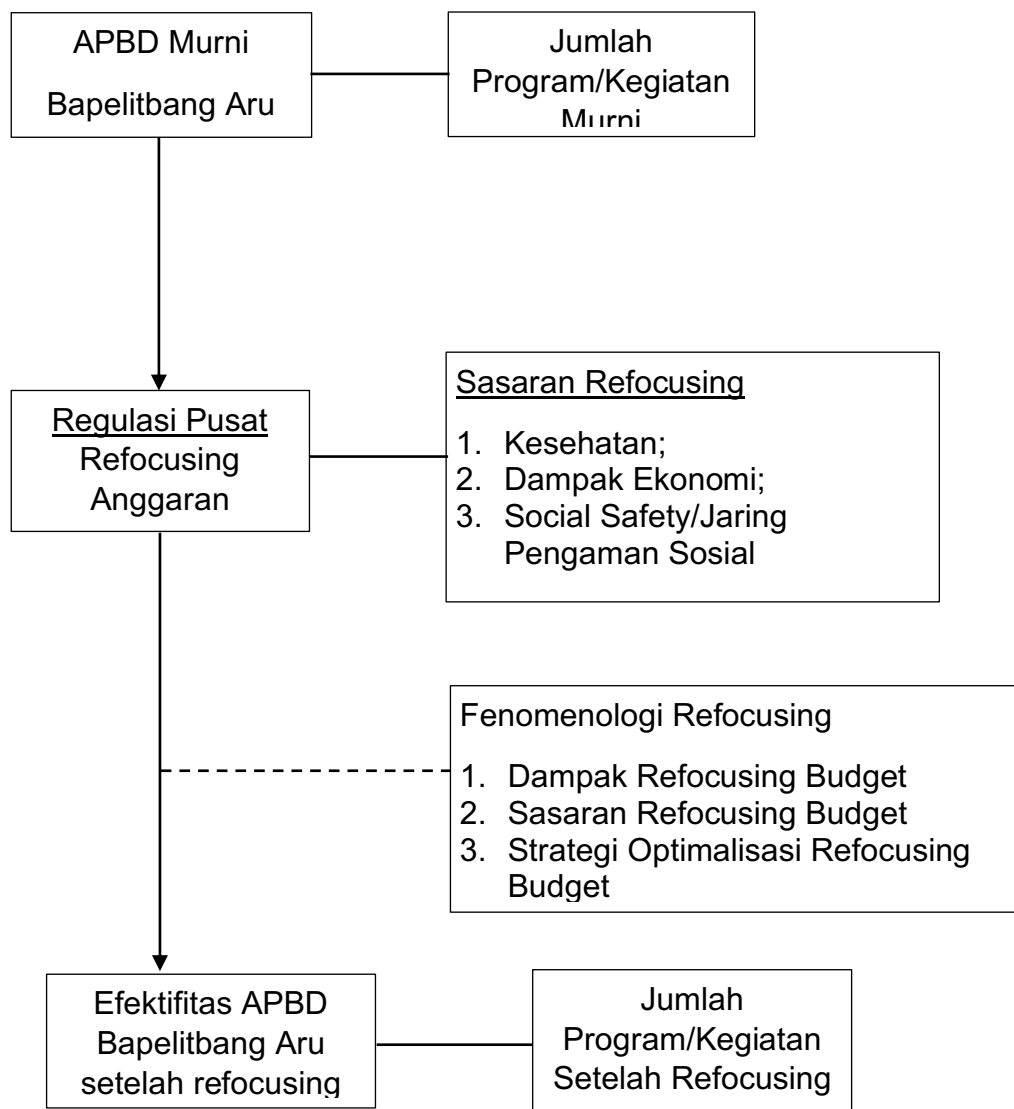 APBD Murni
Bapelitbang Aru
Jumlah
Program/Kegiatan
Murni
Regulasi Pusat
Refocusing
Anggaran
Sasaran Refocusing
1. Kesehatan;
2. Dampak Ekonomi;
3. Social Safety/Jaring
Pengaman Sosial
Fenomenologi Refocusing
1. Dampak Refocusing Budget
2. Sasaran Refocusing Budget
3. Strategi Optimalisasi Refocusing
Budget
Efektifitas APBD
Bapelitbang Aru
setelah refocusing
Jumlah
Program/Kegiatan
Setelah Refocusing